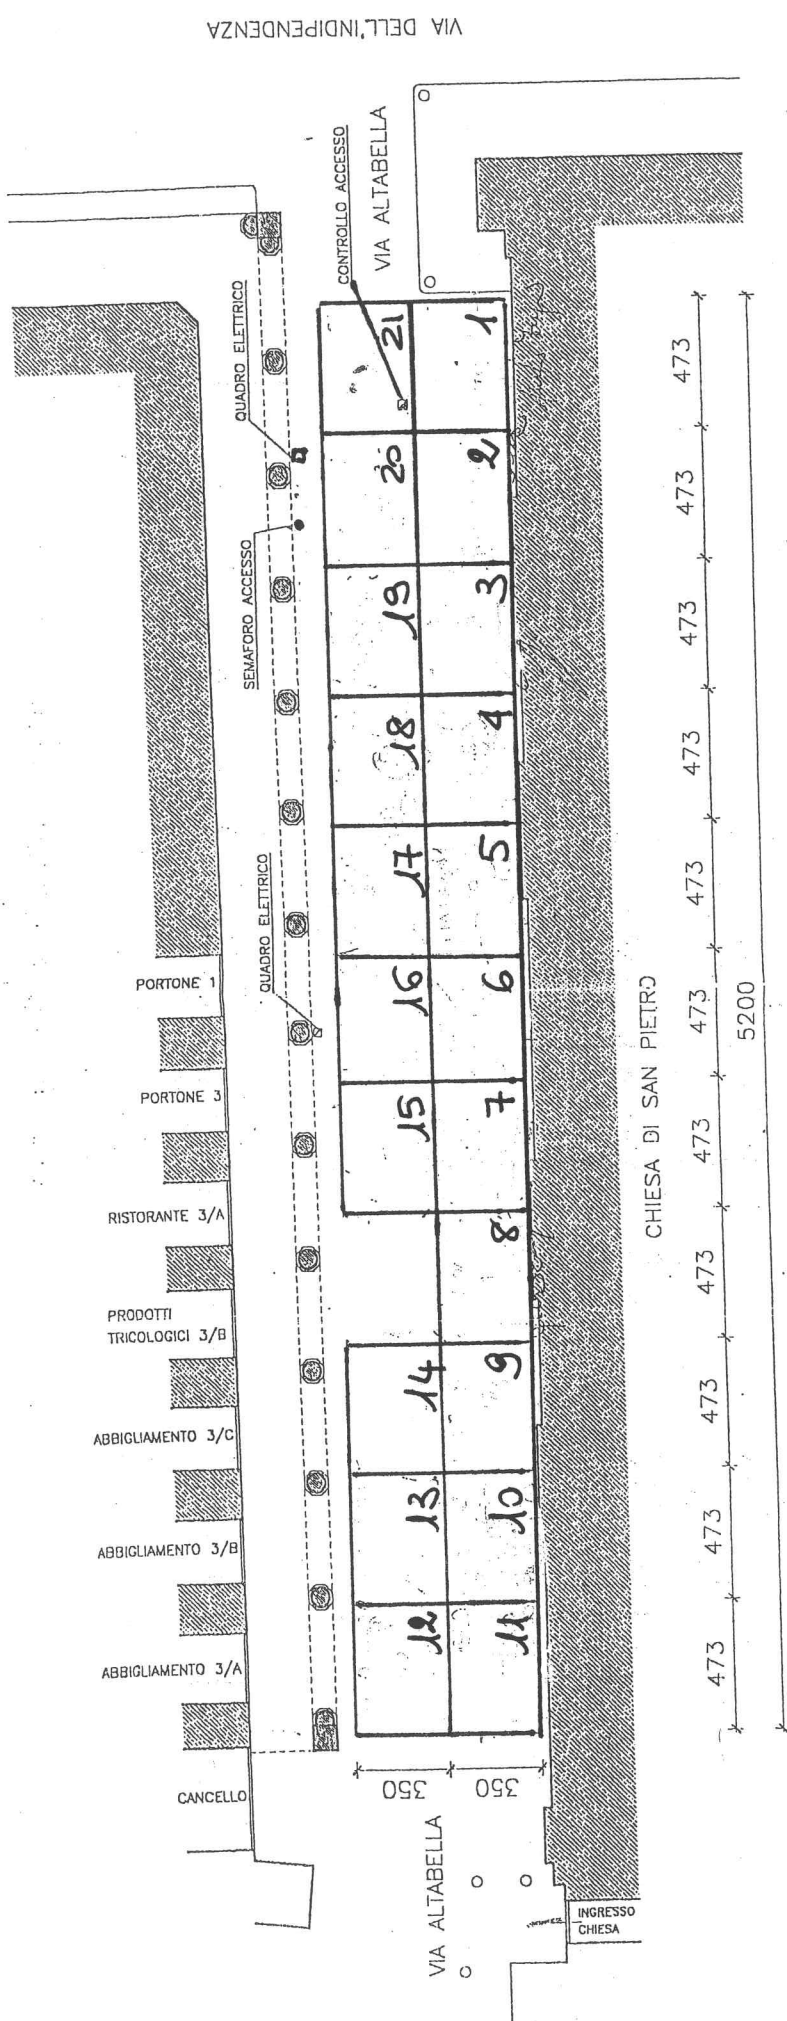 VIA DELL'INDIPENDENZA
VIA ALTABELLA
CONTROLLO ACCESSO
QUADRO ELETTRICO
SEMAFORO ACCESSO
QUADRO ELETTRICO
21
1
20
2
19
3
18
4
17
5
16
6
15
7
8
14
9
13
10
12
11
PORTONE 1
PORTONE 3
RISTORANTE 3/A
PRODOTTI
TRICOLOGICI 3/B
ABBIGLIAMENTO 3/C
ABBIGLIAMENTO 3/B
ABBIGLIAMENTO 3/A
CANCELLO
473
473
473
473
473
473
473
473
473
473
473
5200
CHIESA DI SAN PIETRO
350
350
VIA ALTABELLA
INGRESSO
CHIESA